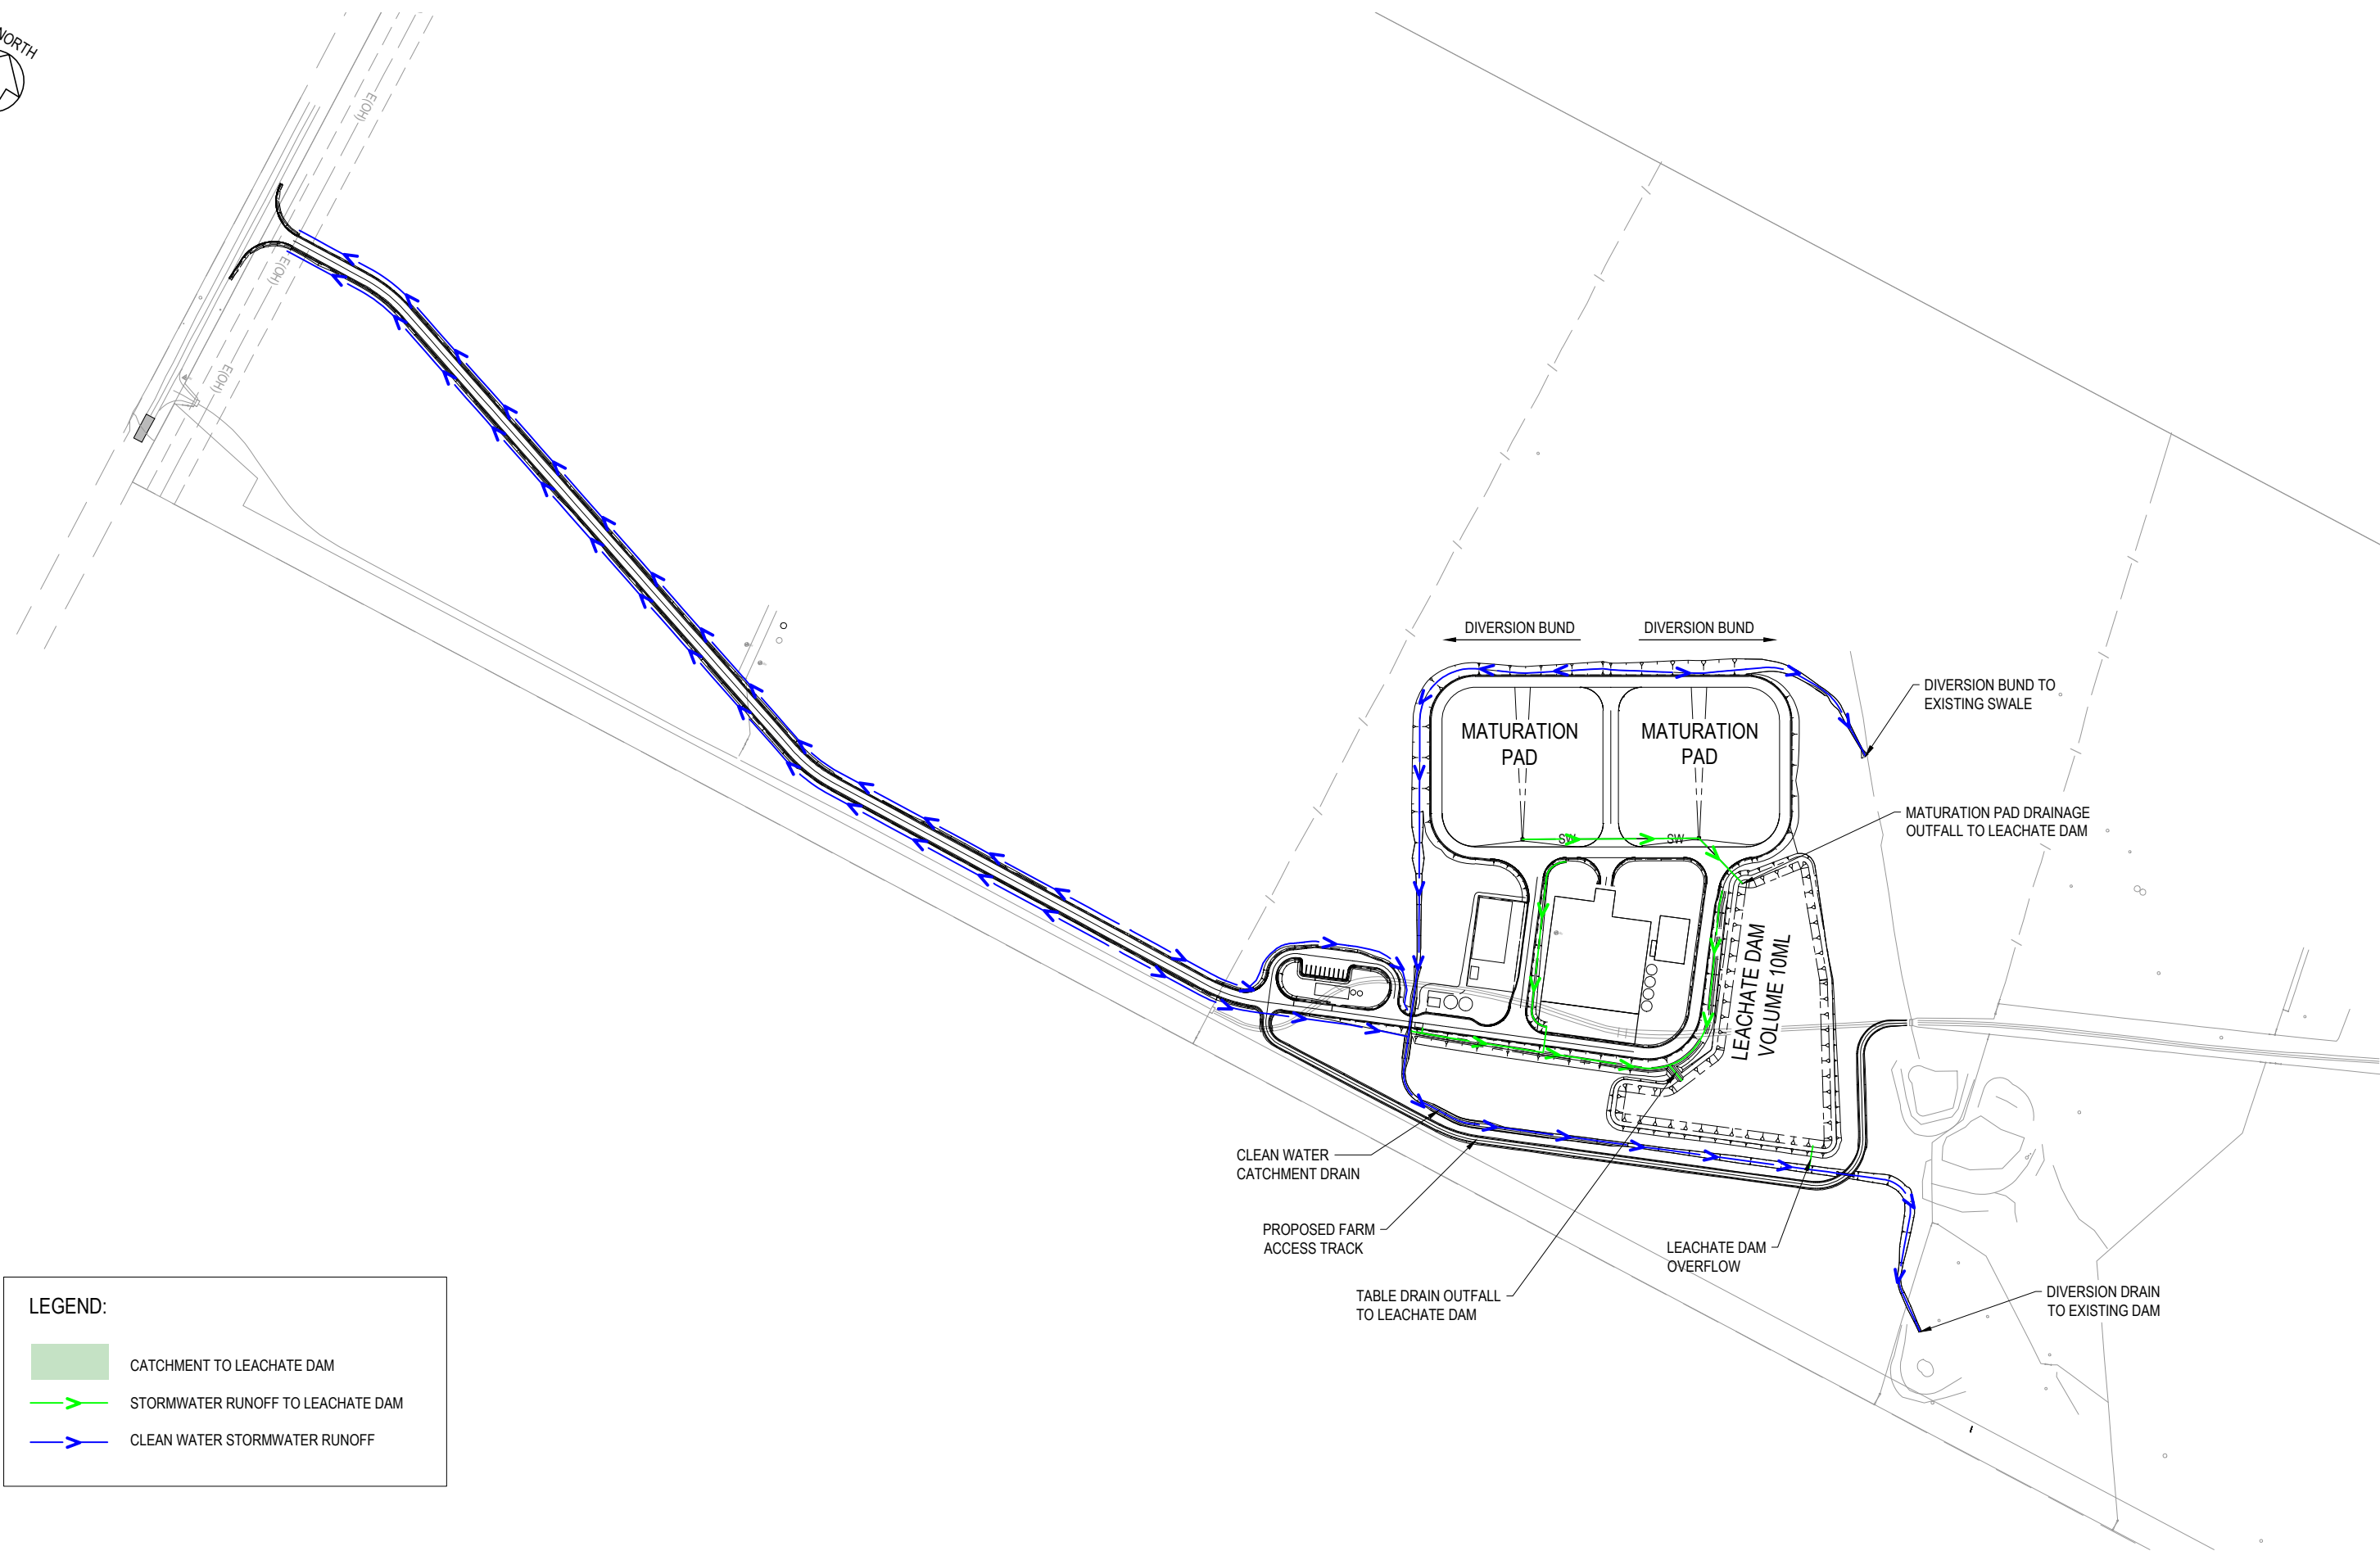 NORTH
E(OH)
E(OH)
E(OH)
DIVERSION BUND
DIVERSION BUND
DIVERSION BUND TO
EXISTING SWALE
MATURATION
PAD
MATURATION
PAD
MATURATION PAD DRAINAGE
OUTFALL TO LEACHATE DAM
SW
SW
LEACHATE DAM
VOLUME 10ML
CLEAN WATER
CATCHMENT DRAIN
PROPOSED FARM
ACCESS TRACK
LEACHATE DAM
OVERFLOW
TABLE DRAIN OUTFALL
TO LEACHATE DAM
DIVERSION DRAIN
TO EXISTING DAM
LEGEND:
CATCHMENT TO LEACHATE DAM
STORMWATER RUNOFF TO LEACHATE DAM
CLEAN WATER STORMWATER RUNOFF